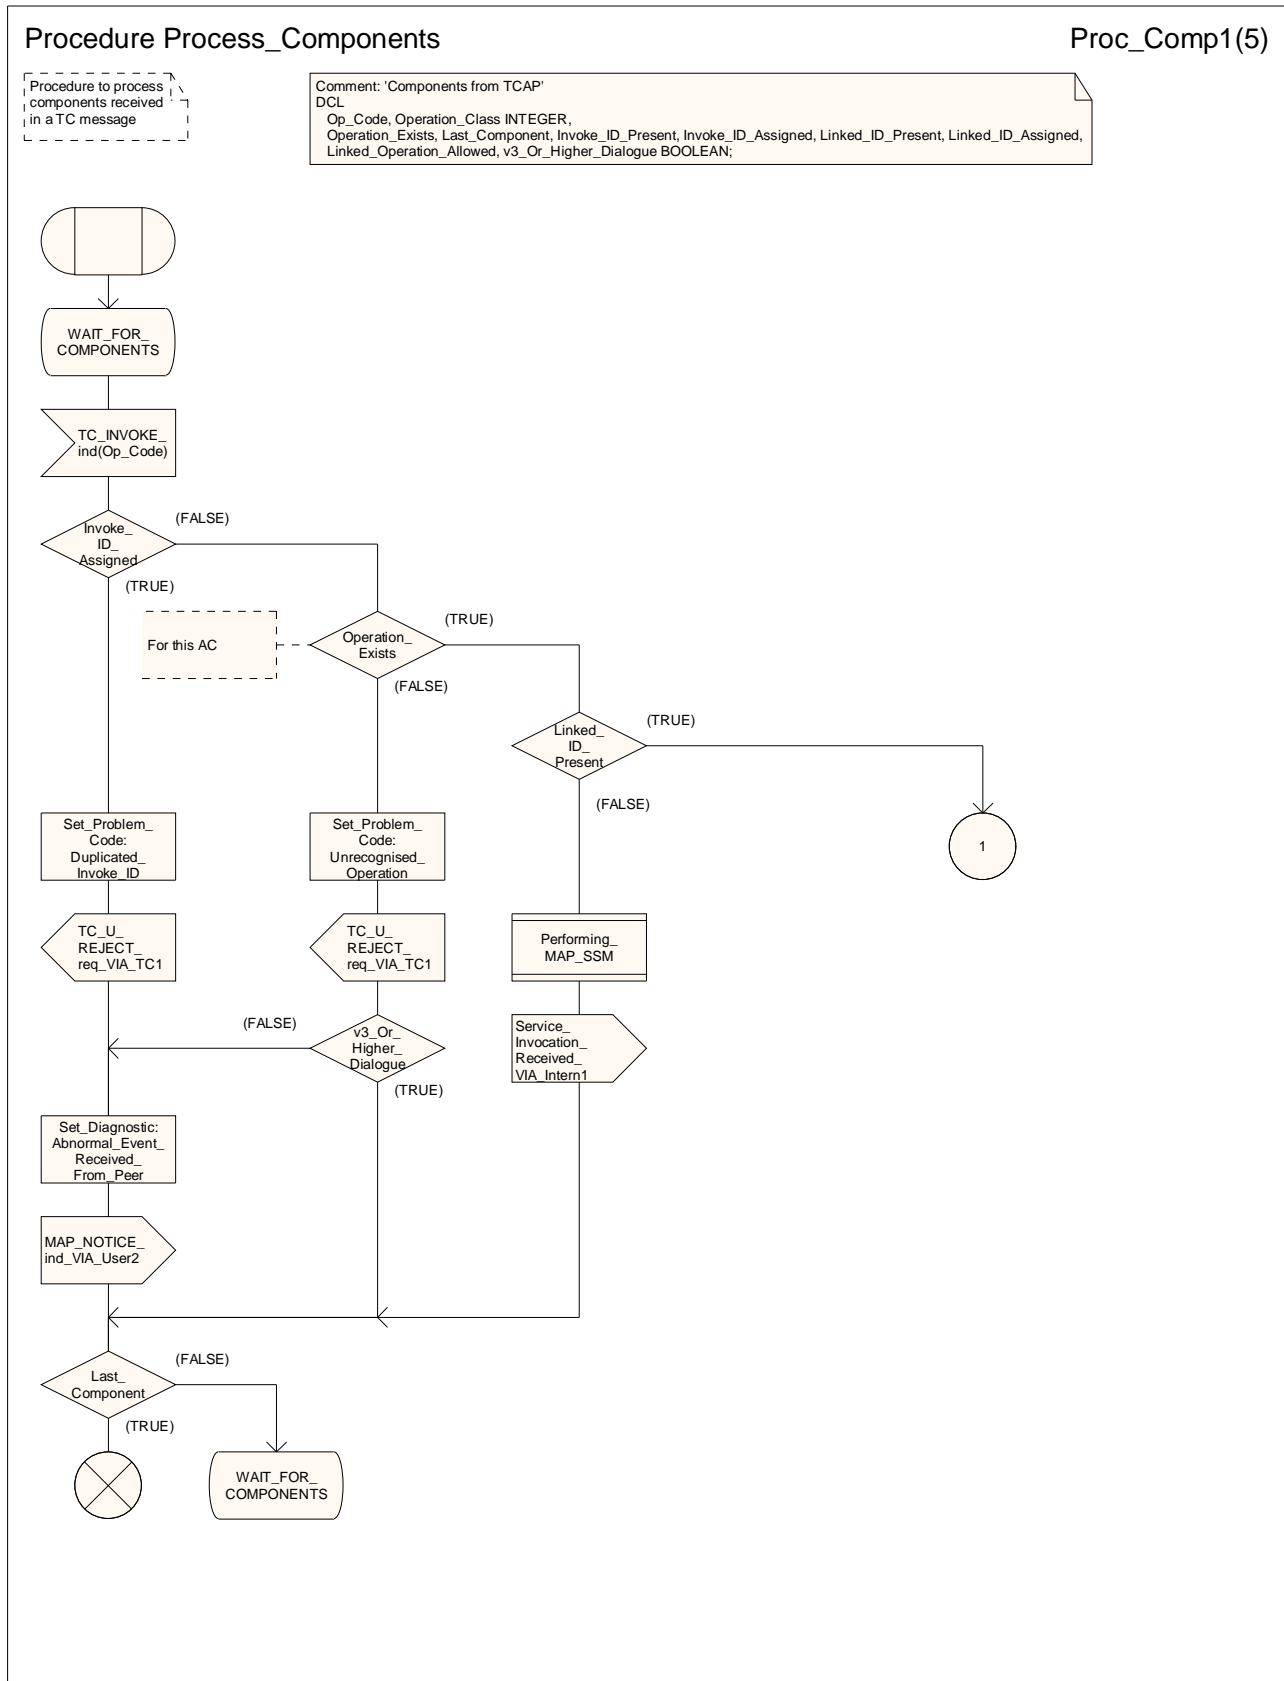 Procedure Process_Components
Proc_Comp1(5)
Procedure to process
components received
in a TC message
Comment: 'Components from TCAP'
DCL
Op_Code, Operation_Class INTEGER,
Operation_Exists, Last_Component, Invoke_ID_Present, Invoke_ID_Assigned, Linked_ID_Present, Linked_ID_Assigned,
Linked_Operation_Allowed, v3_Or_Higher_Dialogue BOOLEAN;
WAIT_FOR_
COMPONENTS
TC_INVOKE_
ind(Op_Code)
Invoke_
ID_
Assigned
(FALSE)
(TRUE)
For this AC
Operation_
Exists
(TRUE)
(FALSE)
Linked_
ID_
Present
(TRUE)
(FALSE)
1
Set_Problem_
Code:
Duplicated_
Invoke_ID
Set_Problem_
Code:
Unrecognised_
Operation
TC_U_
REJECT_
req_VIA_TC1
TC_U_
REJECT_
req_VIA_TC1
Performing_
MAP_SSM
(FALSE)
v3_Or_
Higher_
Dialogue
(TRUE)
Service_
Invocation_
Received_
VIA_Intern1
Set_Diagnostic:
Abnormal_Event_
Received_
From_Peer
MAP_NOTICE_
ind_VIA_User2
Last_
Component
(FALSE)
(TRUE)
WAIT_FOR_
COMPONENTS